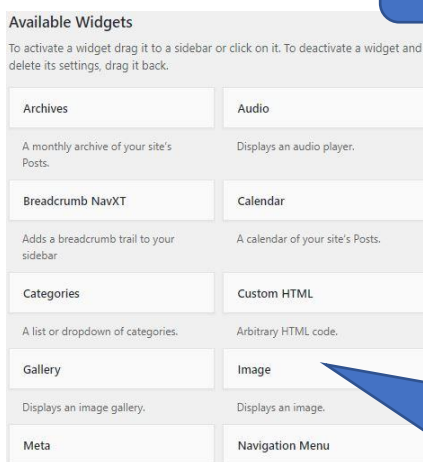 Available Widgets
To activate a widget drag it to a sidebar or click on it. To deactivate a widget and
delete its settings, drag it back.
Archives
Audio
A monthly archive of your site's
Posts.
Displays an audio player.
Breadcrumb NavXT
Calendar
Adds a breadcrumb trail to your
sidebar
A calendar of your site's Posts.
Categories
Custom HTML
A list or dropdown of categories.
Arbitrary HTML code.
Gallery
Image
Displays an image gallery.
Displays an image.
Meta
Navigation Menu